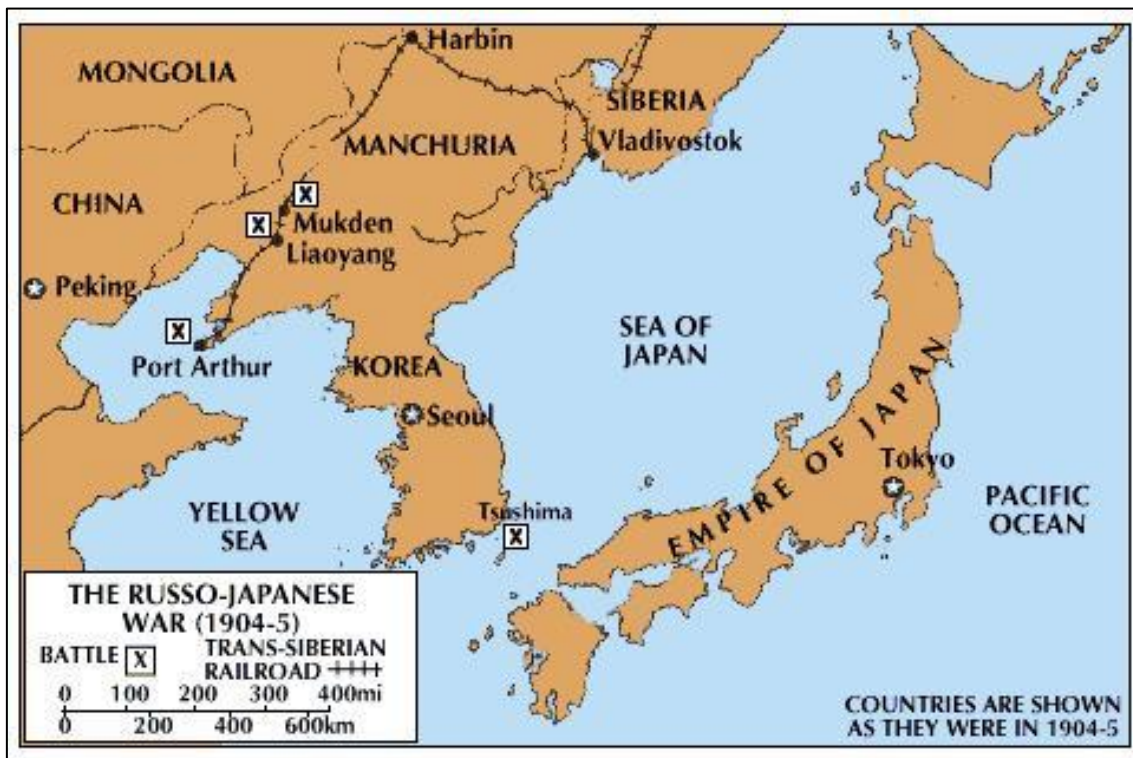 Harbin
MONGOLIA
SIBERIA
MANCHURIA
Vladivostok
CHINA
X
X
Mukden
Liaoyang
Peking
SEA OF
JAPAN
X
Port Arthur
KOREA
Seoul
EMPIRE OF JAPAN
Tokyo
YELLOW
SEA
Tsushima
X
PACIFIC
OCEAN
THE RUSSO-JAPANESE
WAR (1904-5)
BATTLE X
TRANS-SIBERIAN
RAILROAD
0 100 200 300 400mi
0 200 400 600km
COUNTRIES ARE SHOWN
AS THEY WERE IN 1904-5